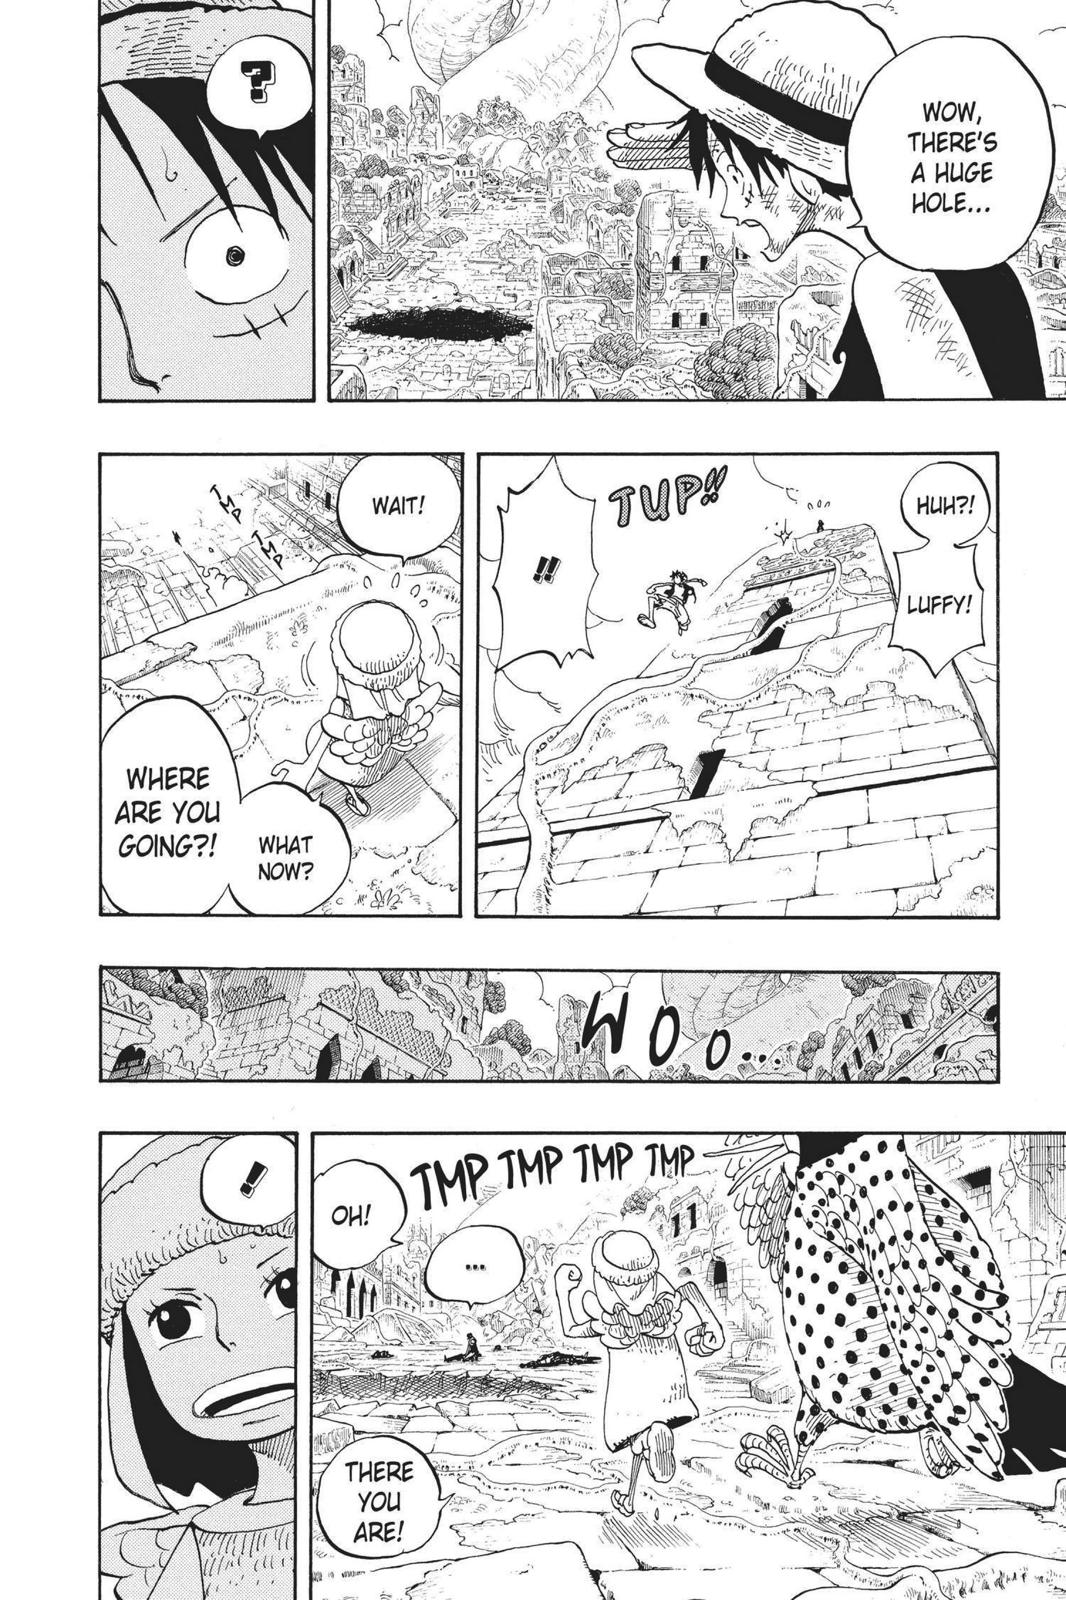 WOW,
THERE'S
A HUGE
HOLE...
?
HUH?!
LUFFY!
TUP!!
!!
WAIT!
TMP
TMP
WHAT
NOW?
WHERE
ARE YOU
GOING?!
WOO...
TMP TMP TMP TMP
OH!
...
THERE
YOU
ARE!
!